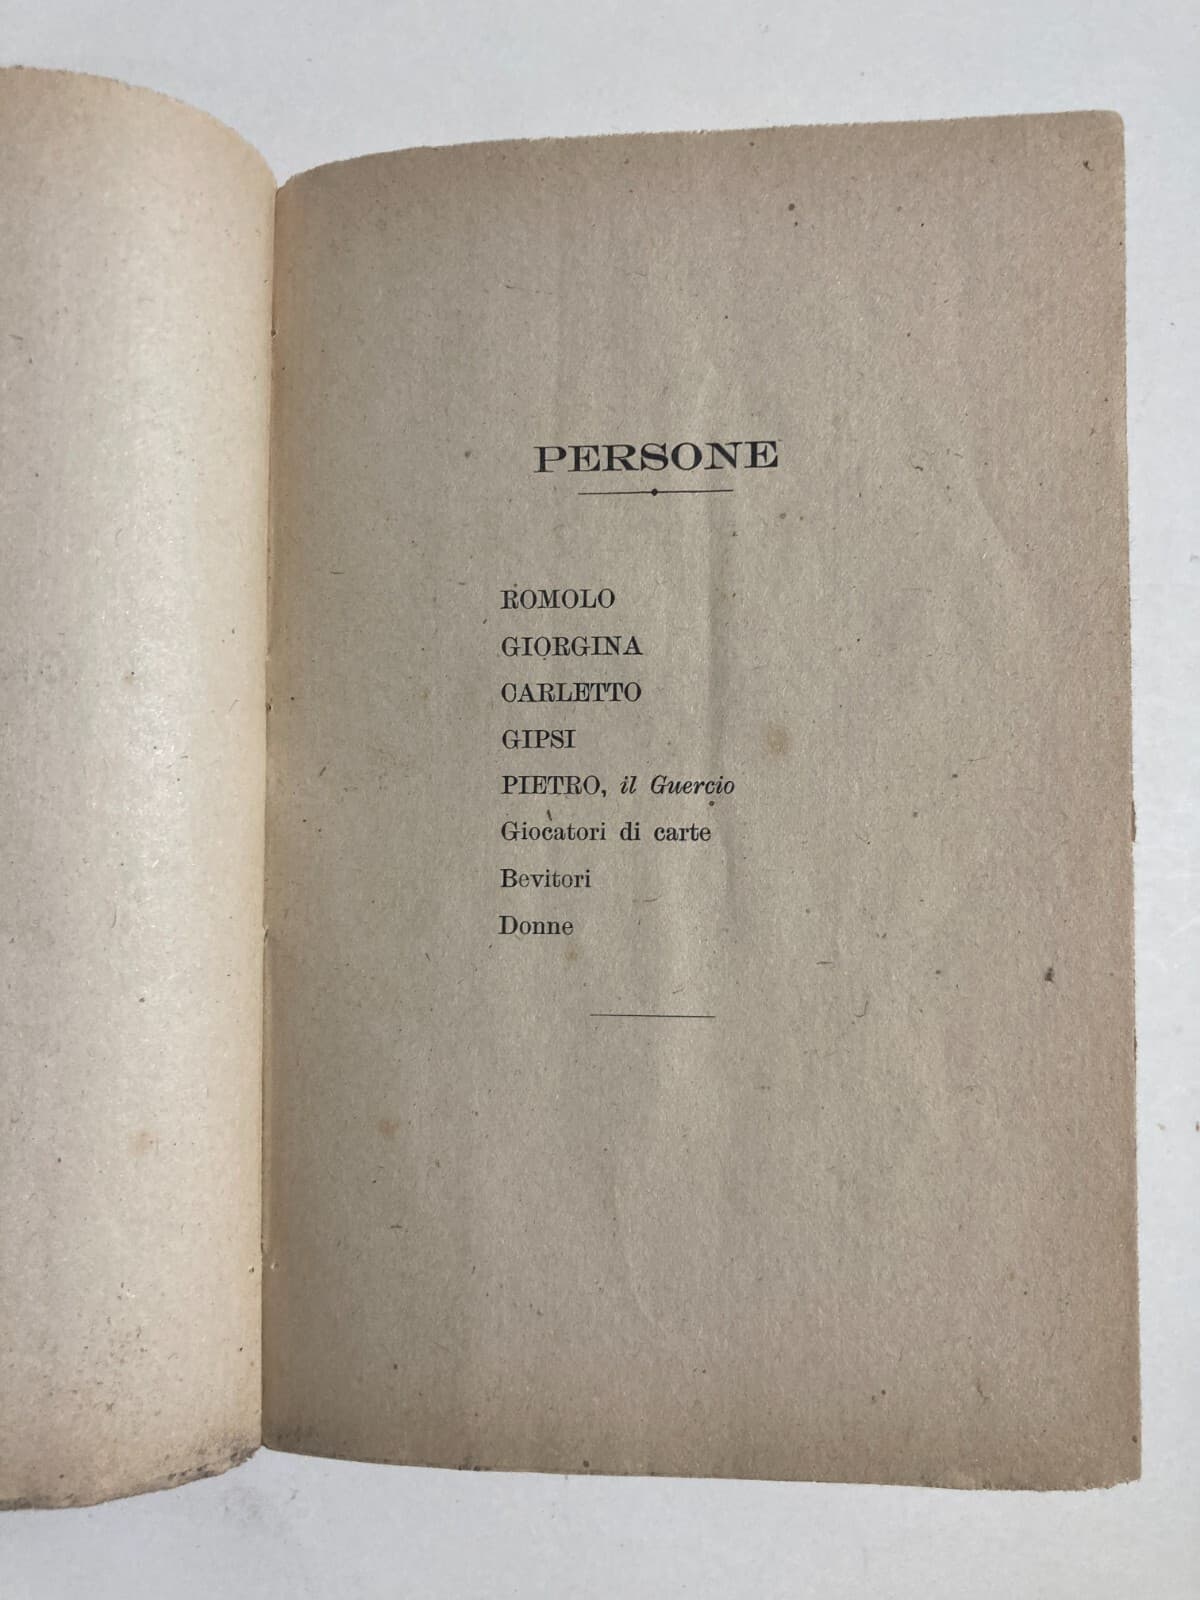 PERSONE
ROMOLO
GIORGINA
CARLETTO
GIPSI
PIETRO, il Guercio
Giocatori di carte
Bevitori
Donne